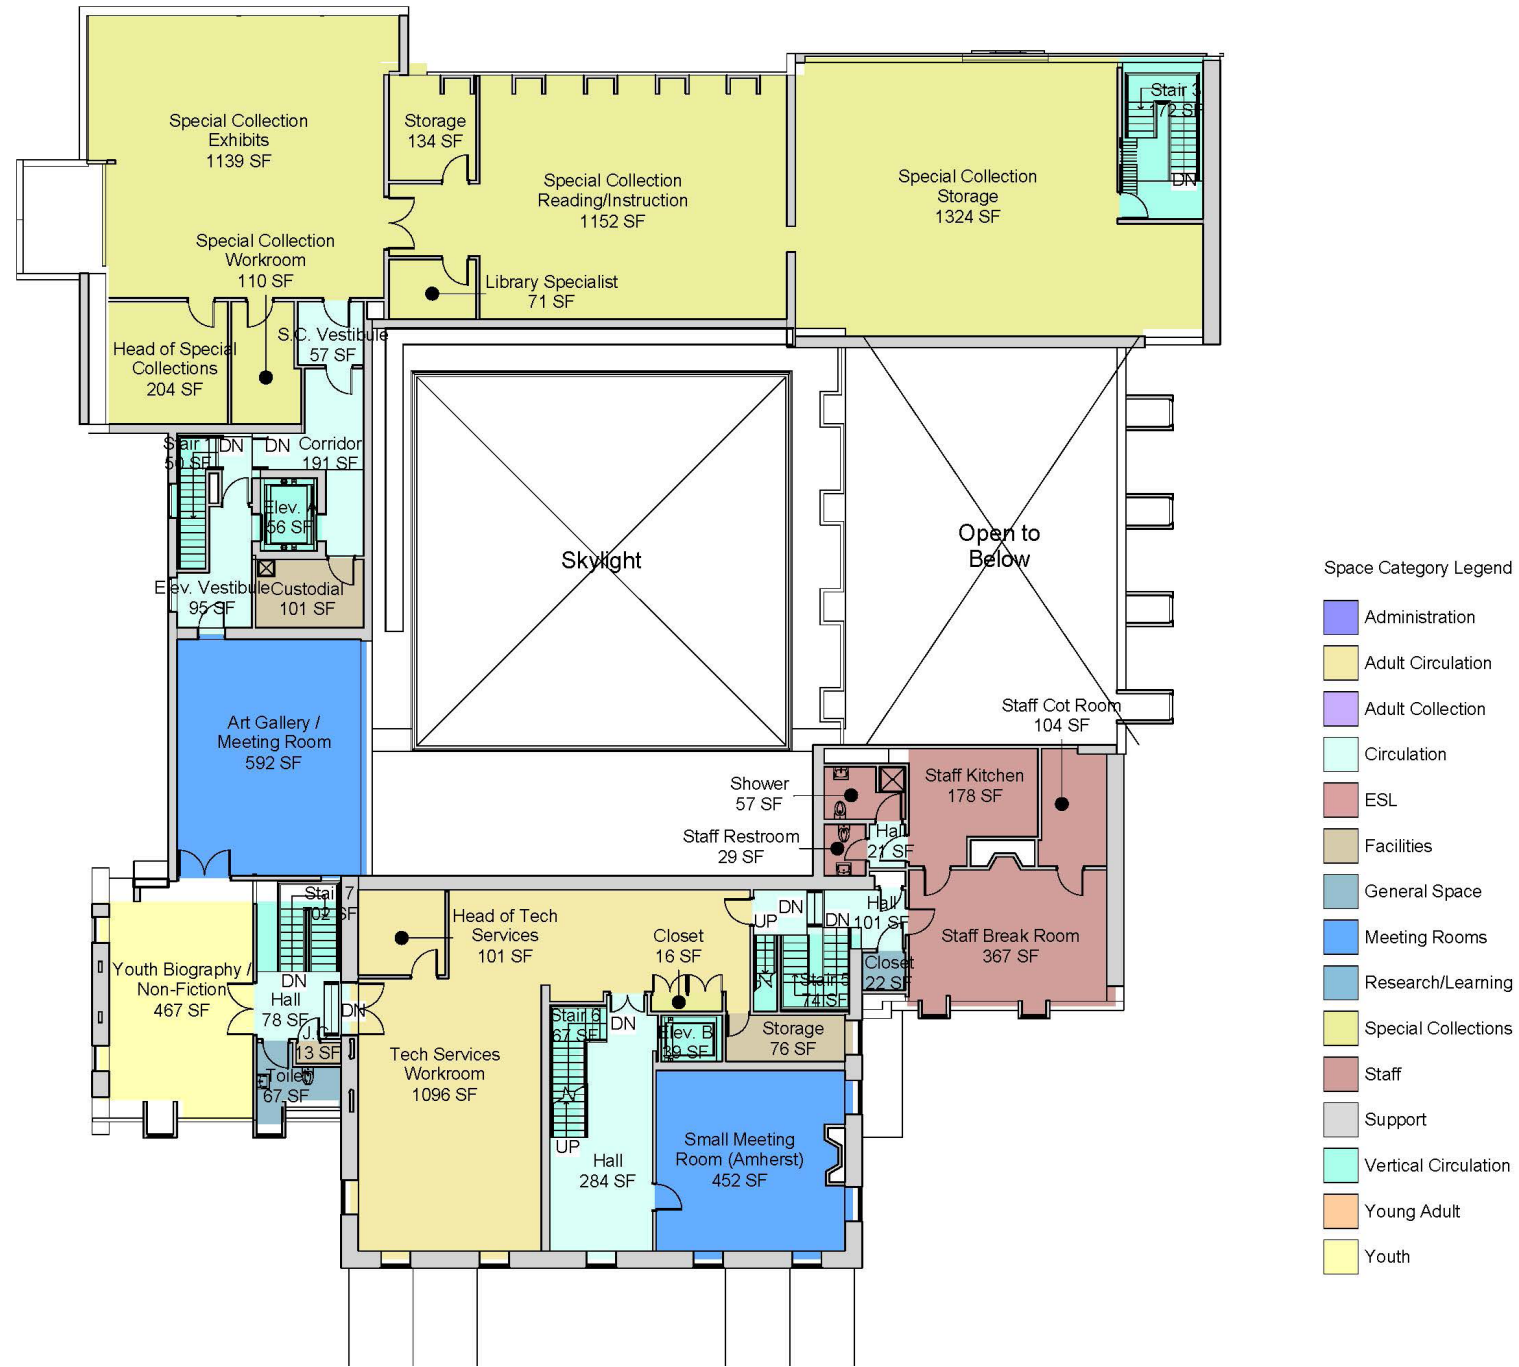 Special Collection
Exhibits
1139 SF
Storage
134 SF
Special Collection
Reading/Instruction
1152 SF
Special Collection
Storage
1324 SF
Stair 3
172 SF
DN
Special Collection
Workroom
110 SF
Library Specialist
71 SF
Head of Special
Collections
204 SF
S.C. Vestibule
57 SF
Stair 1
50 SF
DN
DN
Corridor
191 SF
Elev. A
56 SF
Elev. Vestibule
95 SF
Custodial
101 SF
Skylight
Open to
Below
Art Gallery /
Meeting Room
592 SF
Staff Cot Room
104 SF
Shower
57 SF
Staff Kitchen
178 SF
Staff Restroom
29 SF
Hall
21 SF
Stair 7
102 SF
DN
Head of Tech
Services
101 SF
Closet
16 SF
UP
DN
DN
Hall
101 SF
Staff Break Room
367 SF
Closet
22 SF
Stair 5
74 SF
Youth Biography /
Non-Fiction
467 SF
Hall
78 SF
DN
J.C.
13 SF
Toilet
67 SF
Tech Services
Workroom
1096 SF
Stair 6
67 SF
DN
UP
Elev. B
39 SF
Storage
76 SF
Hall
284 SF
Small Meeting
Room (Amherst)
452 SF
Space Category Legend
Administration
Adult Circulation
Adult Collection
Circulation
ESL
Facilities
General Space
Meeting Rooms
Research/Learning
Special Collections
Staff
Support
Vertical Circulation
Young Adult
Youth